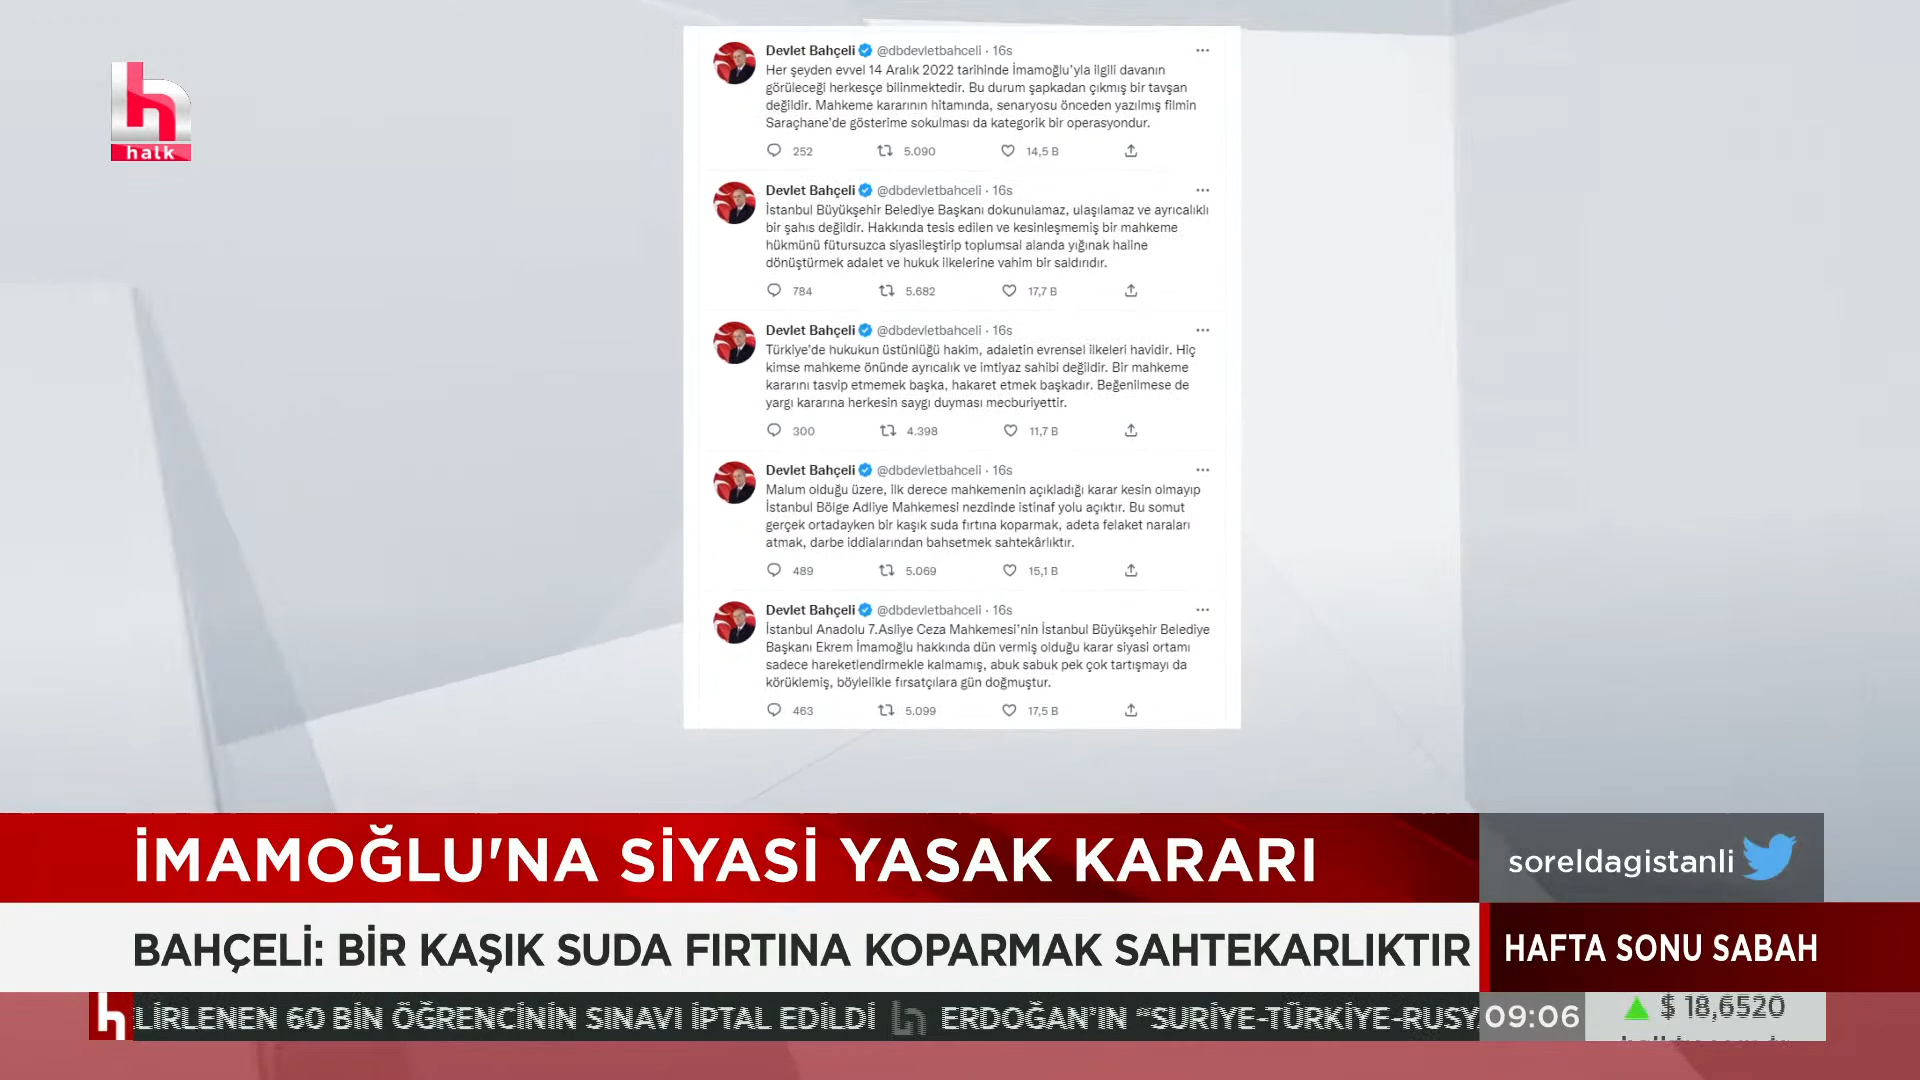 h
halk
Devlet Bahçeli @dbdevletbahceli · 16s
Her şeyden evvel 14 Aralık 2022 tarihinde İmamoğlu'yla ilgili davanın
görüleceği herkesçe bilinmektedir. Bu durum şapkadan çıkmış bir tavşan
değildir. Mahkeme kararının hitamında, senaryosu önceden yazılmış filmin
Saraçhane'de gösterime sokulması da kategorik bir operasyondur.
252 5.090 14,5 B
Devlet Bahçeli @dbdevletbahceli · 16s
İstanbul Büyükşehir Belediye Başkanı dokunulamaz, ulaşılamaz ve ayrıcalıklı
bir şahıs değildir. Hakkında tesis edilen ve kesinleşmemiş bir mahkeme
hükmünü fütursuzca siyasileştirip toplumsal alanda yığınak haline
dönüştürmek adalet ve hukuk ilkelerine vahim bir saldırıdır.
784 5.682 17,7 B
Devlet Bahçeli @dbdevletbahceli · 16s
Türkiye'de hukukun üstünlüğü hakim, adaletin evrensel ilkeleri havidir. Hiç
kimse mahkeme önünde ayrıcalık ve imtiyaz sahibi değildir. Bir mahkeme
kararını tasvip etmemek başka, hakaret etmek başkadır. Beğenilmese de
yargı kararına herkesin saygı duyması mecburiyettir.
300 4.398 11,7 B
Devlet Bahçeli @dbdevletbahceli · 16s
Malum olduğu üzere, ilk derece mahkemenin açıkladığı karar kesin olmayıp
İstanbul Bölge Adliye Mahkemesi nezdinde istinaf yolu açıktır. Bu somut
gerçek ortadayken bir kaşık suda fırtına koparmak, adeta felaket naraları
atmak, darbe iddialarından bahsetmek sahtekârlıktır.
489 5.069 15,1 B
Devlet Bahçeli @dbdevletbahceli · 16s
İstanbul Anadolu 7.Asliye Ceza Mahkemesi'nin İstanbul Büyükşehir Belediye
Başkanı Ekrem İmamoğlu hakkında dün vermiş olduğu karar siyasi ortamı
sadece hareketlendirmekle kalmamış, abuk sabuk pek çok tartışmayı da
körüklemiş, böylelikle fırsatçılara gün doğmuştur.
463 5.099 17,5 B
İMAMOĞLU'NA SİYASİ YASAK KARARI
soreldagistanli
BAHÇELİ: BİR KAŞIK SUDA FIRTINA KOPARMAK SAHTEKARLIKTIR
HAFTA SONU SABAH
h LİRLENEN 60 BİN ÖĞRENCİNİN SINAVI İPTAL EDİLDİ h ERDOĞAN'IN "SURİYE-TÜRKİYE-RUSY
09:06
$ 18,6520